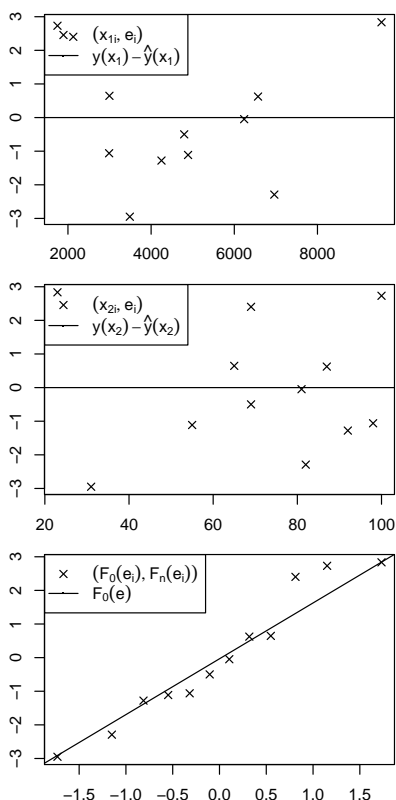 3
2
1
0
−1
−2
−3
(x₁ᵢ, eᵢ)
y(x₁)−ŷ(x₁)
2000 4000 6000 8000
3
2
1
0
−1
−2
−3
(x₂ᵢ, eᵢ)
y(x₂)−ŷ(x₂)
20 40 60 80 100
3
2
1
0
−1
−2
−3
(F₀(eᵢ), Fₙ(eᵢ))
F₀(e)
−1.5 −1.0 −0.5 0.0 0.5 1.0 1.5